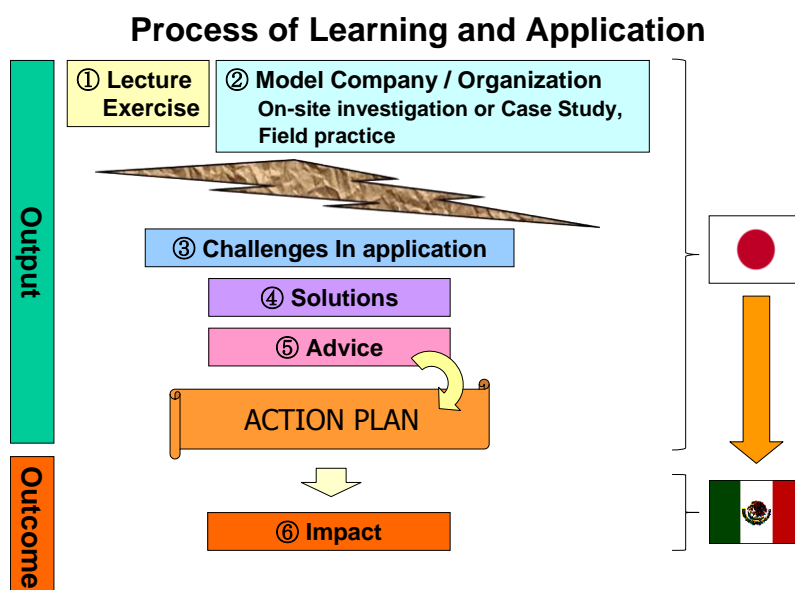 Process of Learning and Application
① Lecture
Exercise
② Model Company / Organization
On-site investigation or Case Study,
Field practice
Output
③ Challenges In application
④ Solutions
⑤ Advice
ACTION PLAN
Outcome
⑥ Impact